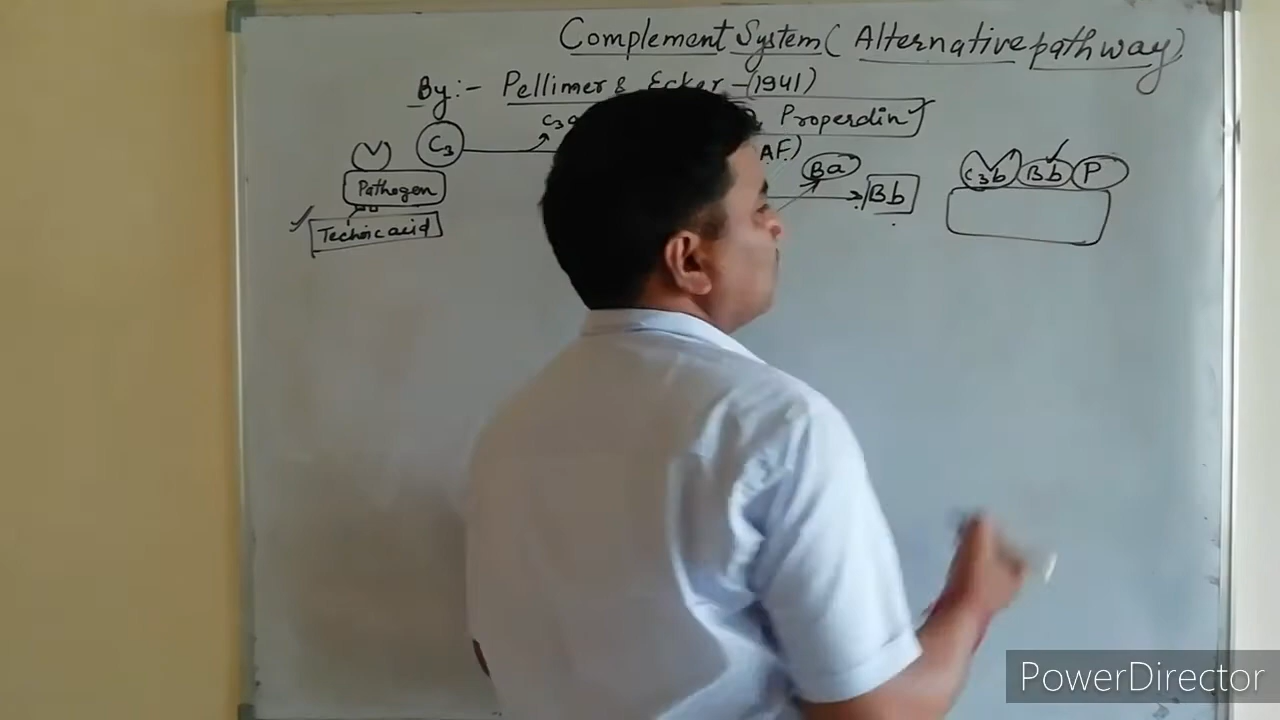 Complement System ( Alternative pathway)
By:- Pellimer & Ecker -(1941)
C3a
Properdin
C3
AF)
Ba
C3b Bb P
Pathogen
Bb
Techoic acid
PowerDirector